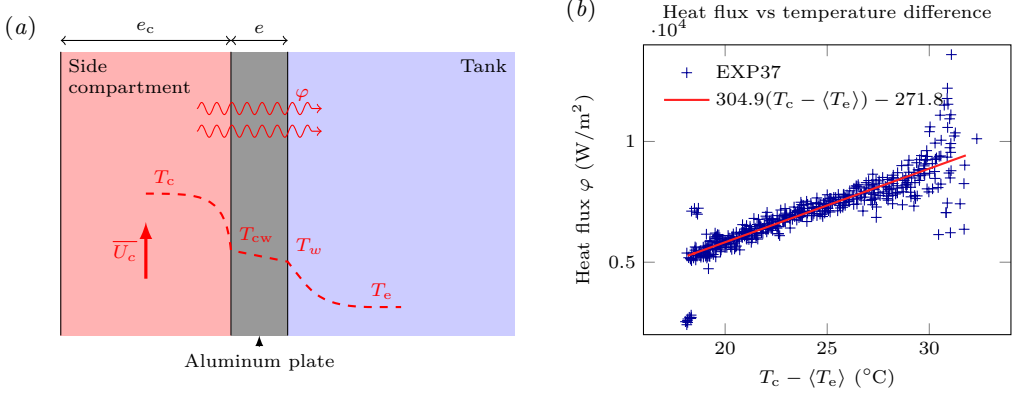 (a)
e_c
e
Side
compartment
Tank
φ
T_c
T_cw
T_w
T_e
\overline{U_c}
Aluminum plate
(b)
Heat flux vs temperature difference
·10^4
EXP37
304.9(T_c − ⟨T_e⟩) − 271.8
1
0.5
Heat flux φ (W/m^2)
20 25 30
T_c − ⟨T_e⟩ (°C)